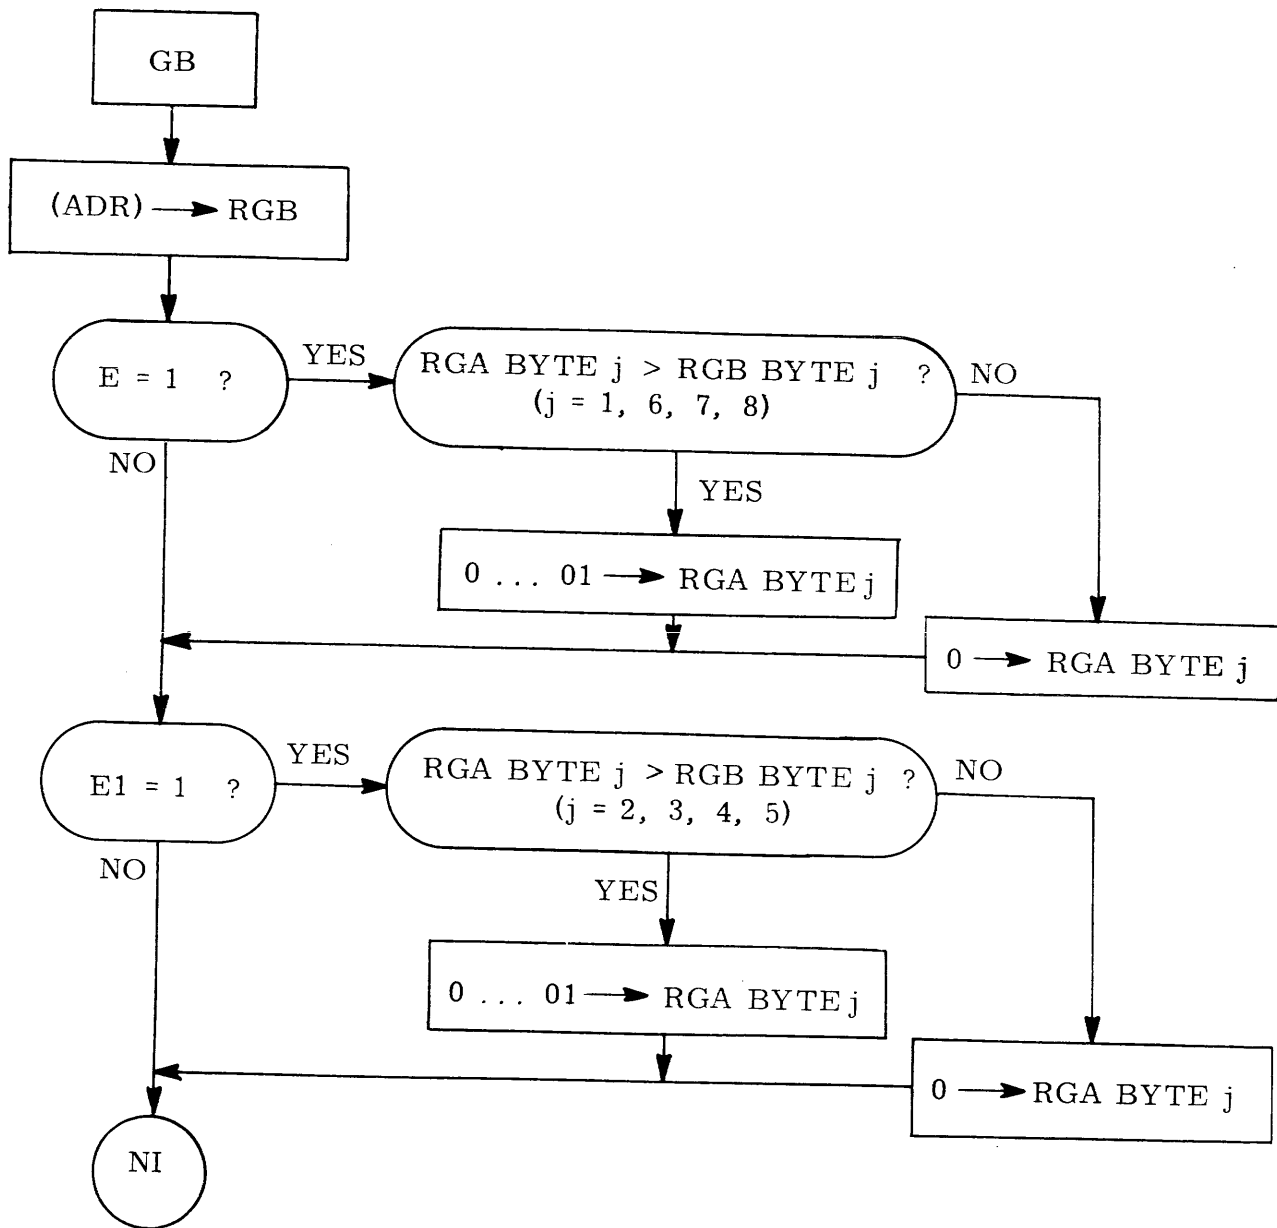 GB
(ADR) → RGB
E = 1 ?
YES
RGA BYTE j > RGB BYTE j ?
(j = 1, 6, 7, 8)
NO
NO
YES
0 ... 01 → RGA BYTE j
0 → RGA BYTE j
E1 = 1 ?
YES
RGA BYTE j > RGB BYTE j ?
(j = 2, 3, 4, 5)
NO
NO
YES
0 ... 01 → RGA BYTE j
0 → RGA BYTE j
NI